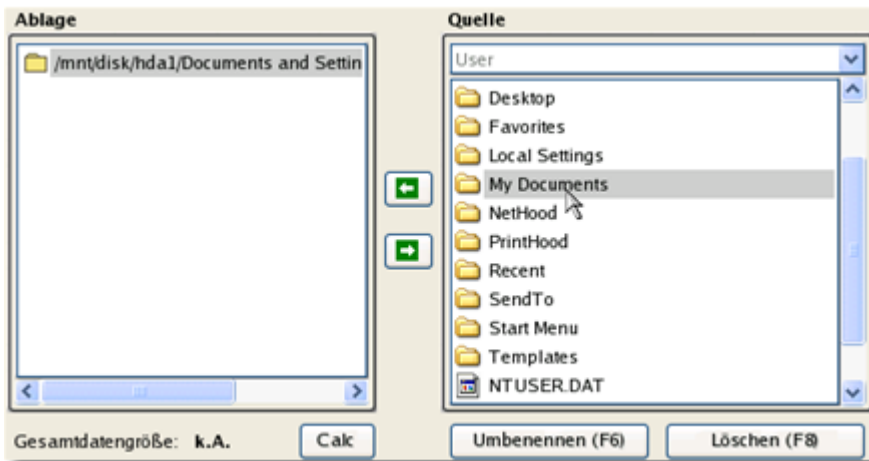 Ablage
/mnt/disk/hda1/Documents and Settin
Gesamtdatengröße: k.A.
Calc
Quelle
User
Desktop
Favorites
Local Settings
My Documents
NetHood
PrintHood
Recent
SendTo
Start Menu
Templates
NTUSER.DAT
Umbenennen (F6)
Löschen (F8)